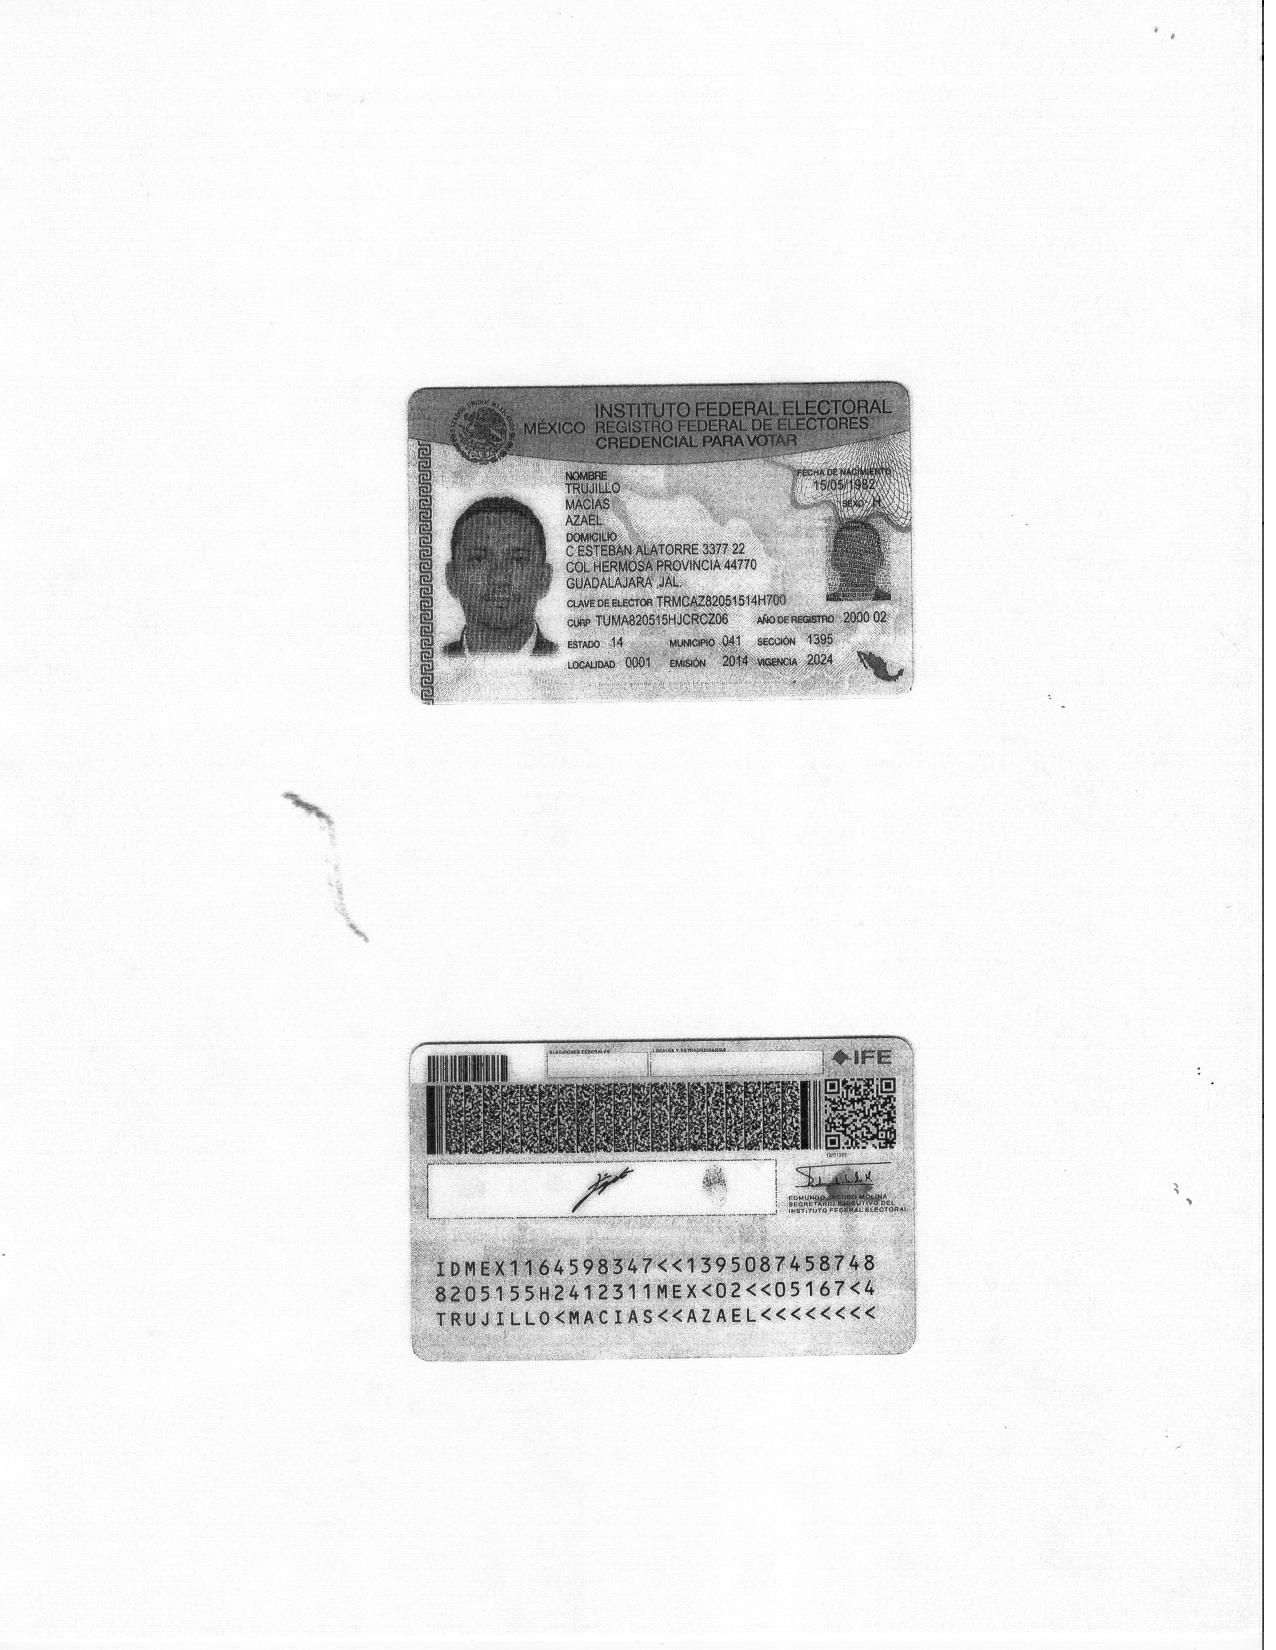 INSTITUTO FEDERAL ELECTORAL
MÉXICO REGISTRO FEDERAL DE ELECTORES
CREDENCIAL PARA VOTAR
NOMBRE
TRUJILLO
MACIAS
AZAEL
FECHA DE NACIMIENTO
15/05/1982
SEXO H
DOMICILIO
C ESTEBAN ALATORRE 3377 22
COL HERMOSA PROVINCIA 44770
GUADALAJARA ,JAL.
CLAVE DE ELECTOR TRMCAZ82051514H700
CURP TUMA820515HJCRCZ06 AÑO DE REGISTRO 2000 02
ESTADO 14 MUNICIPIO 041 SECCIÓN 1395
LOCALIDAD 0001 EMISIÓN 2014 VIGENCIA 2024
ELECCIONES FEDERALES LOCALES Y EXTRAORDINARIAS
IFE
EDMUNDO JACOBO MOLINA
SECRETARIO EJECUTIVO DEL
INSTITUTO FEDERAL ELECTORAL
IDMEX1164598347<<1395087458748
8205155H2412311MEX<02<<05167<4
TRUJILLO<MACIAS<<AZAEL<<<<<<<<